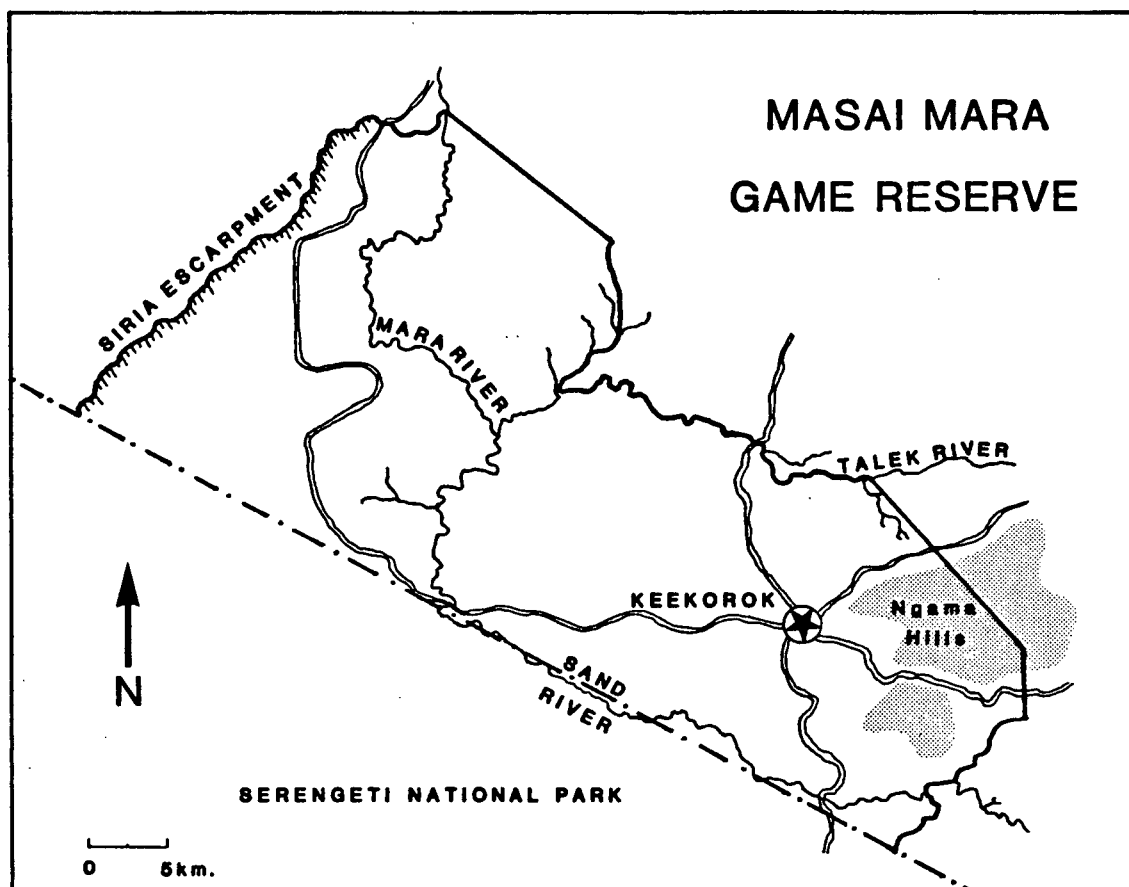 MASAI MARA
GAME RESERVE
SIRIA ESCARPMENT
MARA RIVER
TALEK RIVER
KEEKOROK
Ngama
Hills
SAND
RIVER
N
SERENGETI NATIONAL PARK
0 5km.